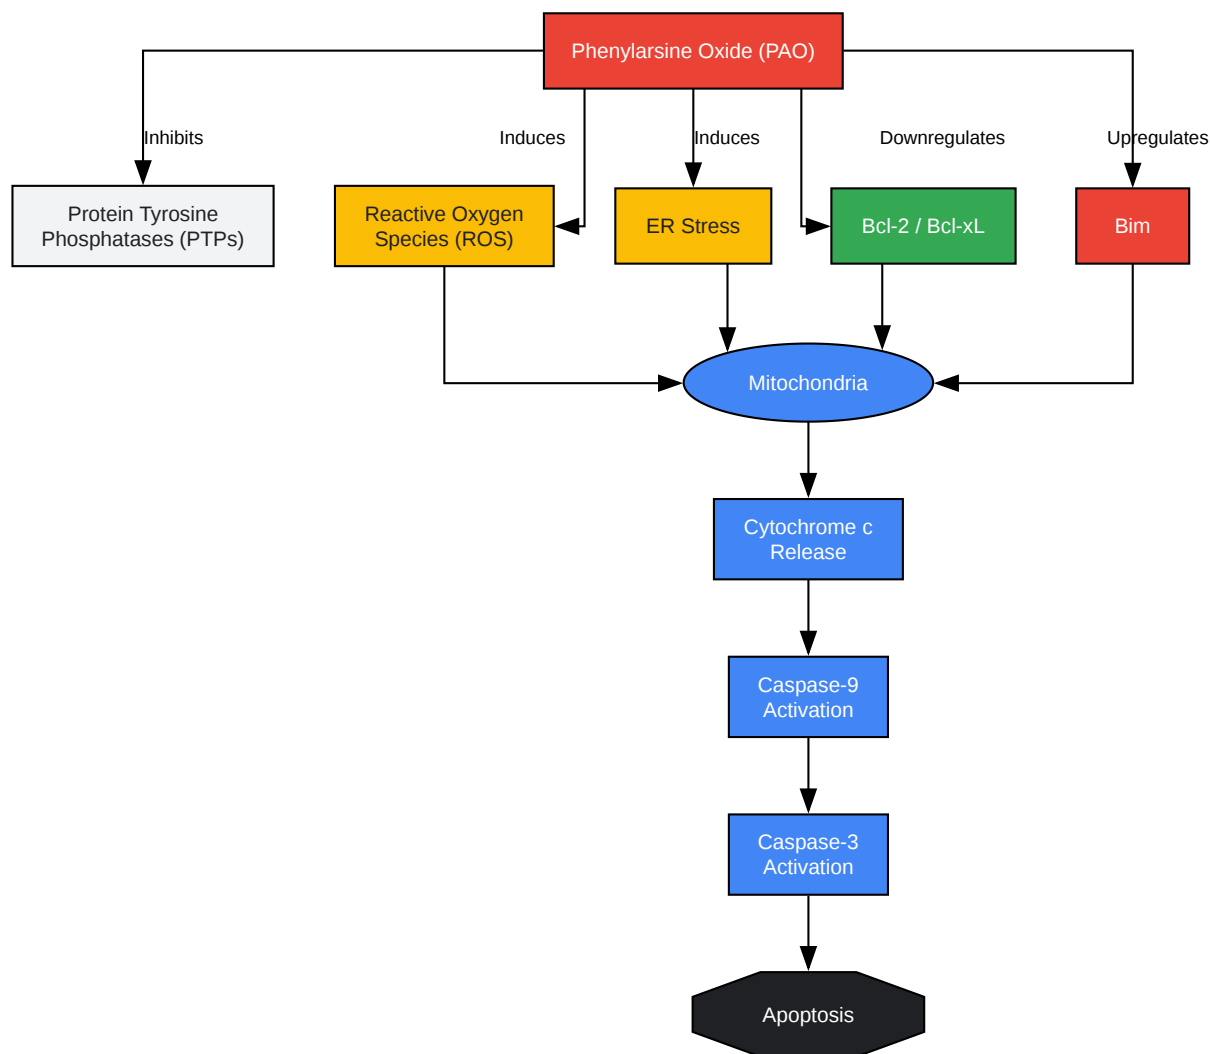 Phenylarsine Oxide (PAO)
Inhibits
Induces
Induces
Downregulates
Upregulates
Protein Tyrosine
Phosphatases (PTPs)
Reactive Oxygen
Species (ROS)
ER Stress
Bcl-2 / Bcl-xL
Bim
Mitochondria
Cytochrome c
Release
Caspase-9
Activation
Caspase-3
Activation
Apoptosis